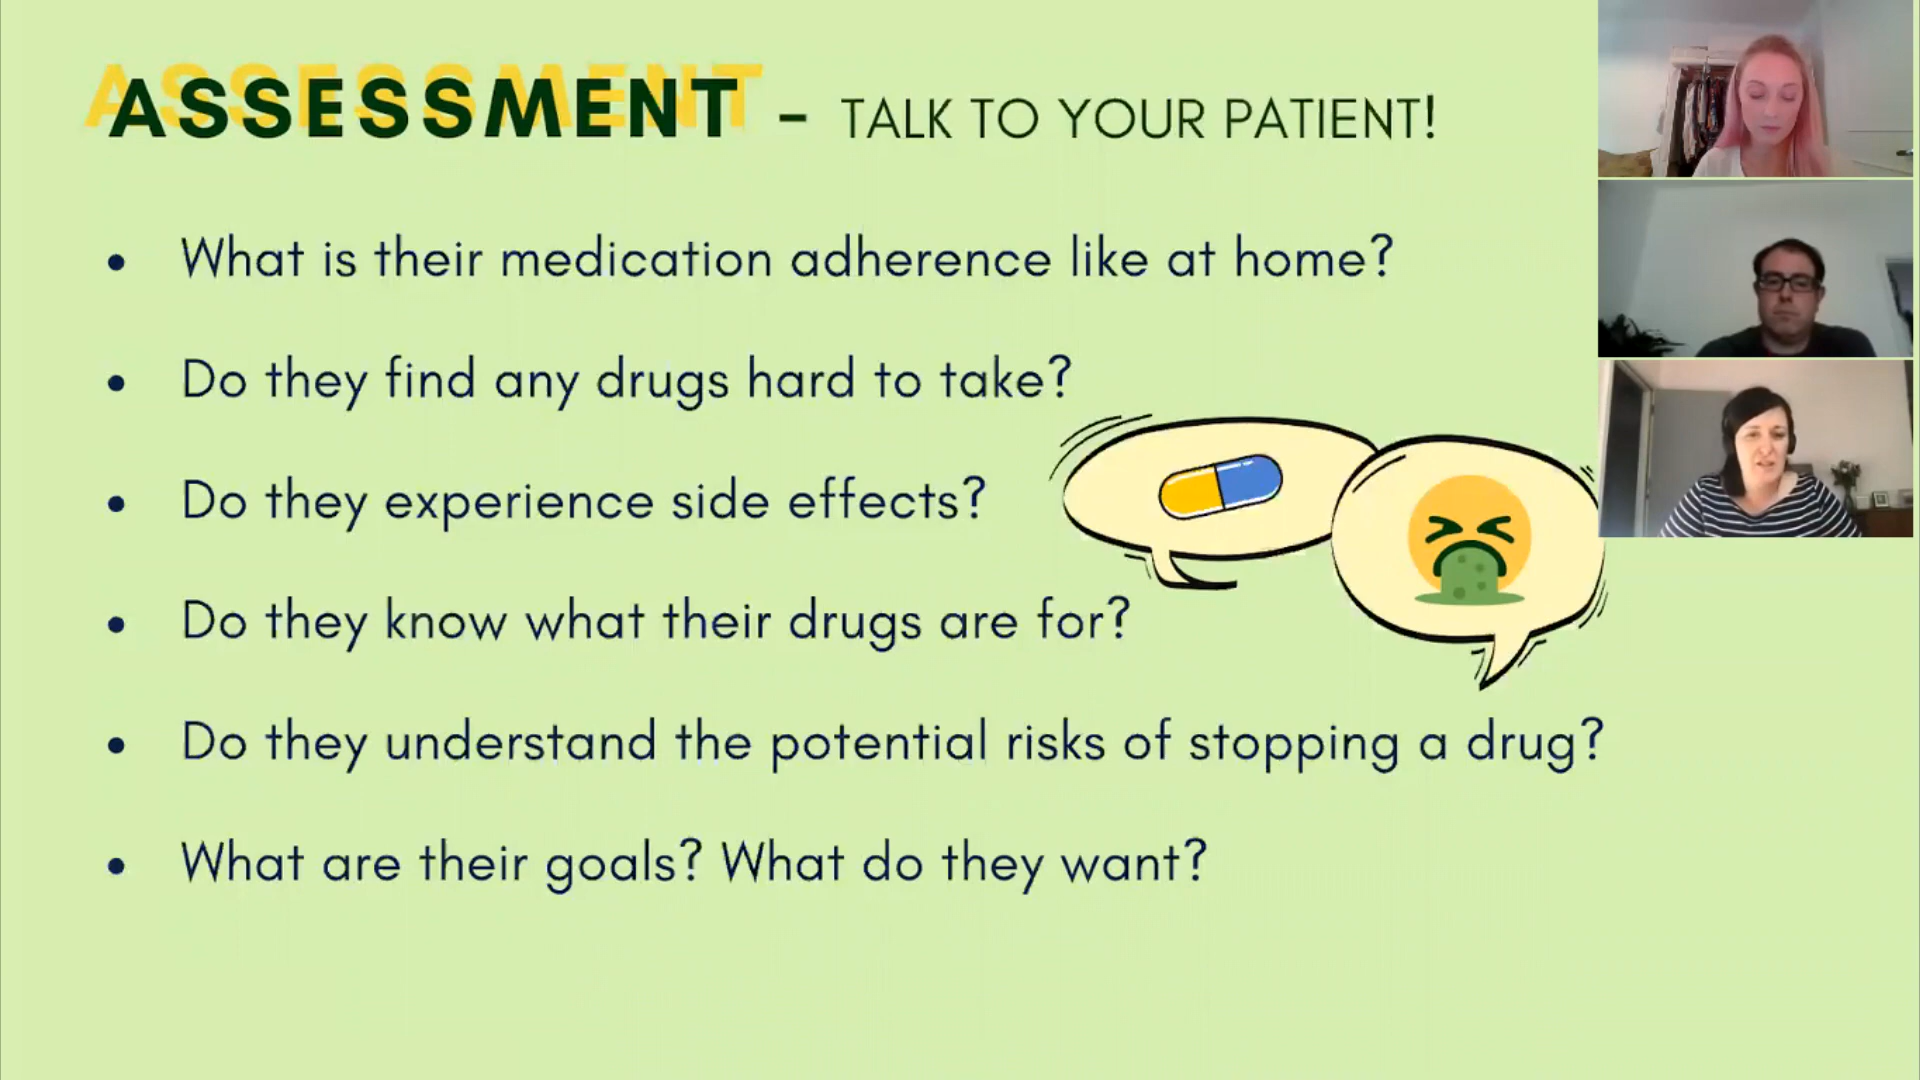 ASSESSMENT - TALK TO YOUR PATIENT!
• What is their medication adherence like at home?
• Do they find any drugs hard to take?
• Do they experience side effects?
• Do they know what their drugs are for?
• Do they understand the potential risks of stopping a drug?
• What are their goals? What do they want?